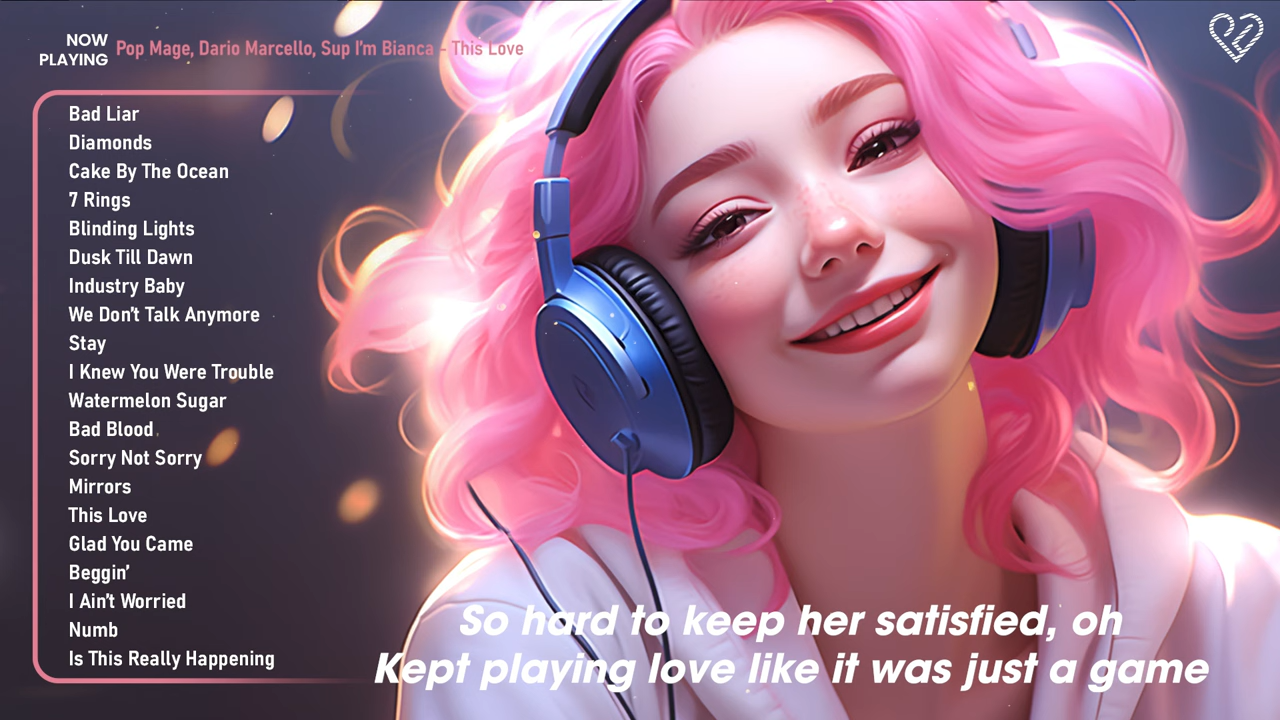 NOW
PLAYING
Pop Mage, Dario Marcello, Sup I'm Bianca - This Love
Bad Liar
Diamonds
Cake By The Ocean
7 Rings
Blinding Lights
Dusk Till Dawn
Industry Baby
We Don't Talk Anymore
Stay
I Knew You Were Trouble
Watermelon Sugar
Bad Blood
Sorry Not Sorry
Mirrors
This Love
Glad You Came
Beggin'
I Ain't Worried
Numb
Is This Really Happening
So hard to keep her satisfied, oh
Kept playing love like it was just a game